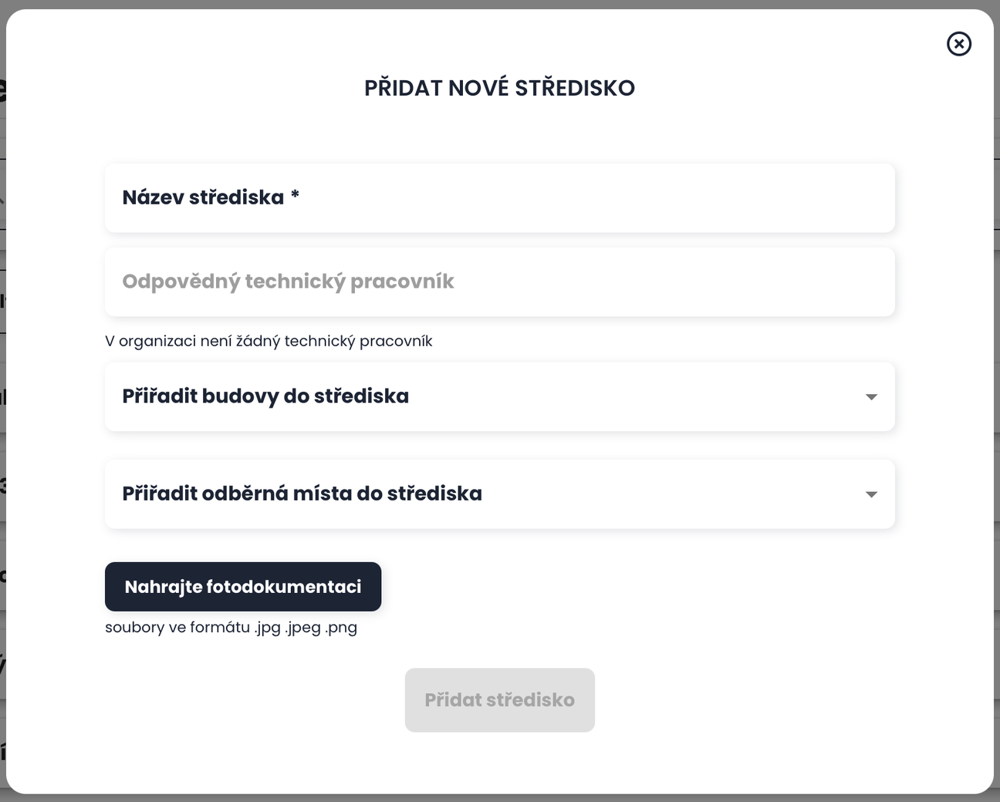 PŘIDAT NOVÉ STŘEDISKO
Název střediska *
Odpovědný technický pracovník
V organizaci není žádný technický pracovník
Přiřadit budovy do střediska
Přiřadit odběrná místa do střediska
Nahrajte fotodokumentaci
soubory ve formátu .jpg .jpeg .png
Přidat středisko